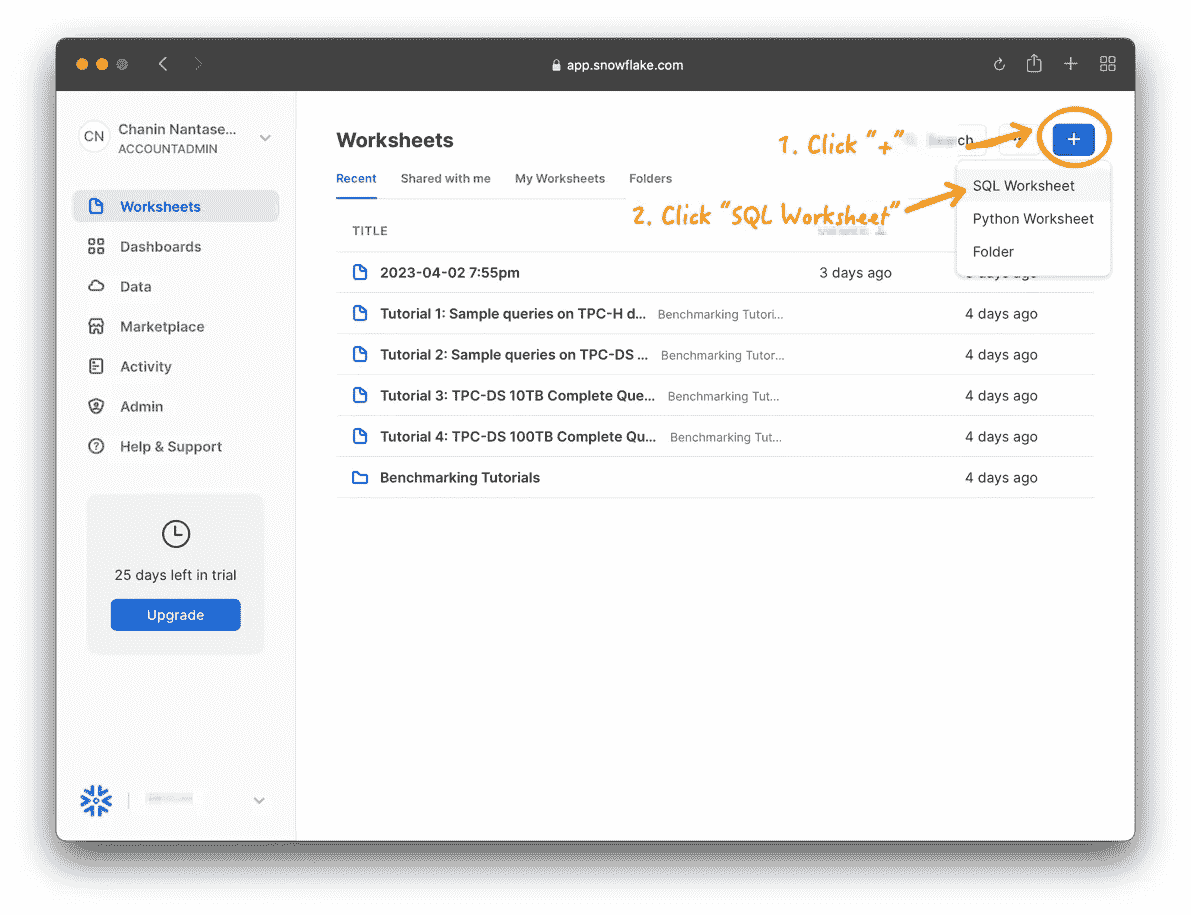 app.snowflake.com
CN
Chanin Nantase...
ACCOUNTADMIN
Worksheets
Dashboards
Data
Marketplace
Activity
Admin
Help & Support
25 days left in trial
Upgrade
Worksheets
1. Click "+"
+
Recent Shared with me My Worksheets Folders
2. Click "SQL Worksheet"
SQL Worksheet
Python Worksheet
Folder
TITLE
2023-04-02 7:55pm 3 days ago
Tutorial 1: Sample queries on TPC-H d... Benchmarking Tutori... 4 days ago
Tutorial 2: Sample queries on TPC-DS ... Benchmarking Tutor... 4 days ago
Tutorial 3: TPC-DS 10TB Complete Que... Benchmarking Tut... 4 days ago
Tutorial 4: TPC-DS 100TB Complete Qu... Benchmarking Tut... 4 days ago
Benchmarking Tutorials 4 days ago